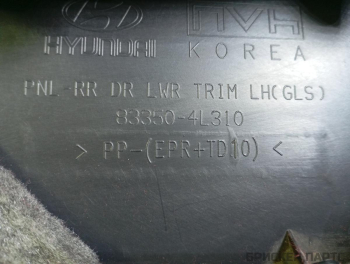 HYUNDAI KOREA
PNL-RR DR LWR TRIM LH(GLS)
83350-4L310
> PP-(EPR+TD10) <